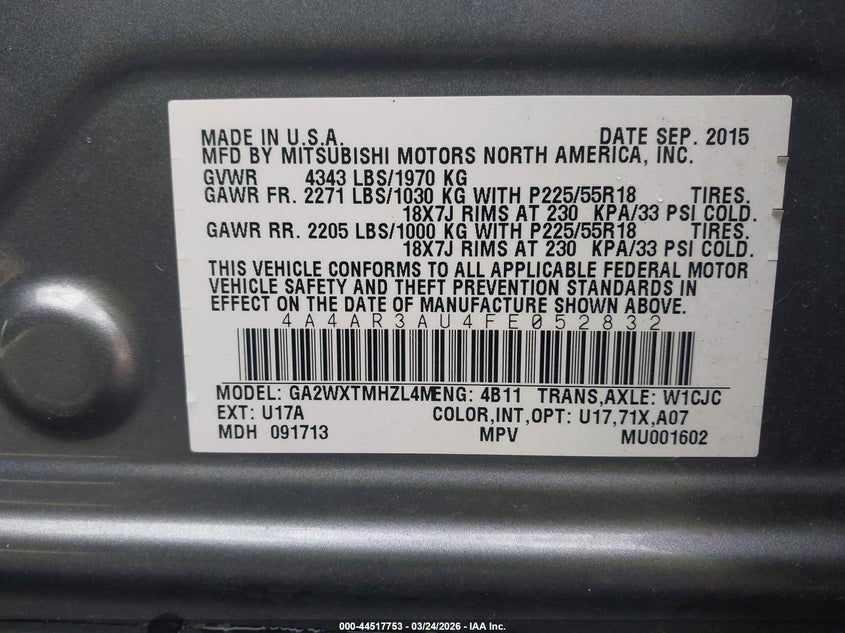 MADE IN U.S.A. DATE SEP. 2015
MFD BY MITSUBISHI MOTORS NORTH AMERICA, INC.
GVWR 4343 LBS/1970 KG
GAWR FR. 2271 LBS/1030 KG WITH P225/55R18 TIRES.
18X7J RIMS AT 230 KPA/33 PSI COLD.
GAWR RR. 2205 LBS/1000 KG WITH P225/55R18 TIRES.
18X7J RIMS AT 230 KPA/33 PSI COLD.
THIS VEHICLE CONFORMS TO ALL APPLICABLE FEDERAL MOTOR
VEHICLE SAFETY AND THEFT PREVENTION STANDARDS IN
EFFECT ON THE DATE OF MANUFACTURE SHOWN ABOVE.
4A4AR3AU4FE052832
MODEL: GA2WXTMHZL4M ENG: 4B11 TRANS,AXLE: W1CJC
EXT: U17A COLOR,INT,OPT: U17,71X,A07
MDH 091713 MPV MU001602
000-44517753 - 03/24/2026 - IAA Inc.